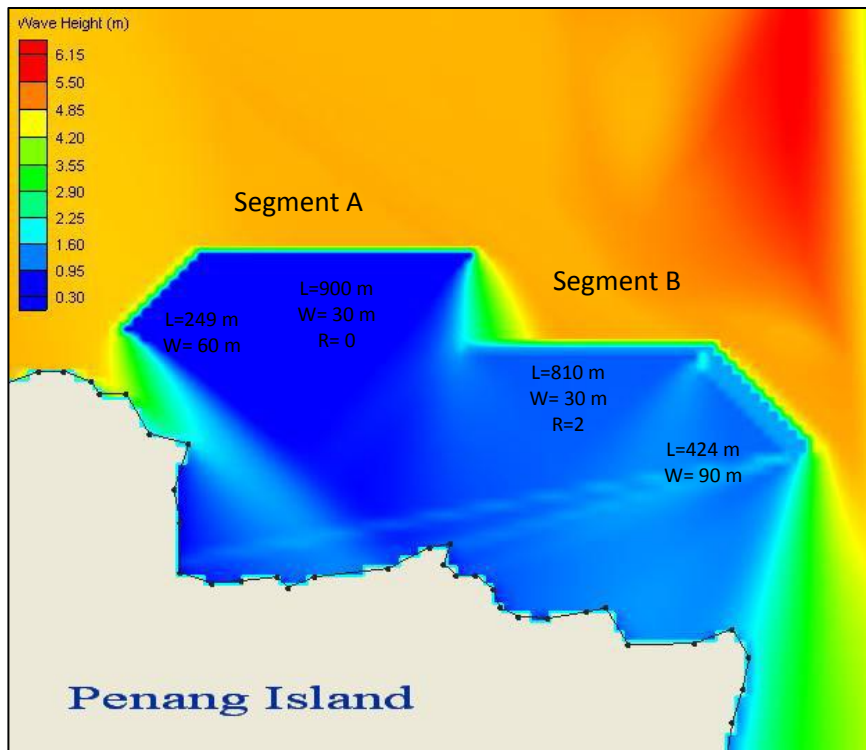 Wave Height (m)
6.15
5.50
4.85
4.20
3.55
2.90
2.25
1.60
0.95
0.30
Segment A
L=900 m
W= 30 m
R= 0
L=249 m
W= 60 m
Segment B
L=810 m
W= 30 m
R=2
L=424 m
W= 90 m
Penang Island